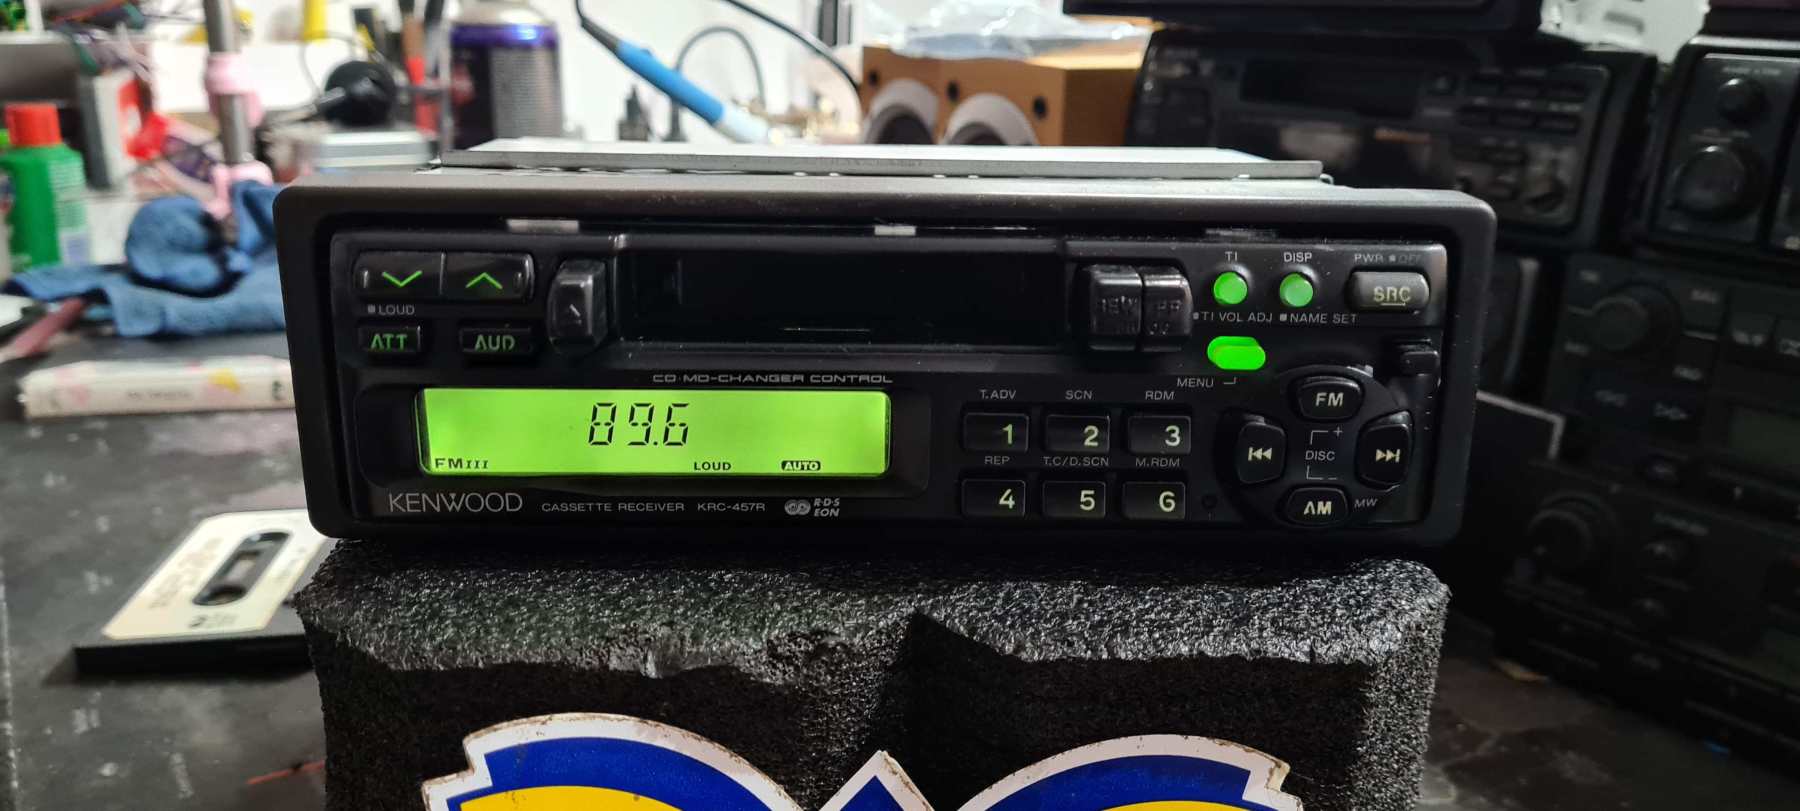 TI
DISP
PWR ■ OFF
SRC
■ LOUD
■ TI VOL ADJ
■ NAME SET
ATT
AUD
MENU
CD·MD-CHANGER CONTROL
89.6
FM III
LOUD
AUTO
KENWOOD
CASSETTE RECEIVER KRC-457R
R·D·S
EON
T.ADV
SCN
RDM
1
2
3
REP
T.C/D.SCN
M.RDM
4
5
6
FM
+
DISC
−
AM
MW
2